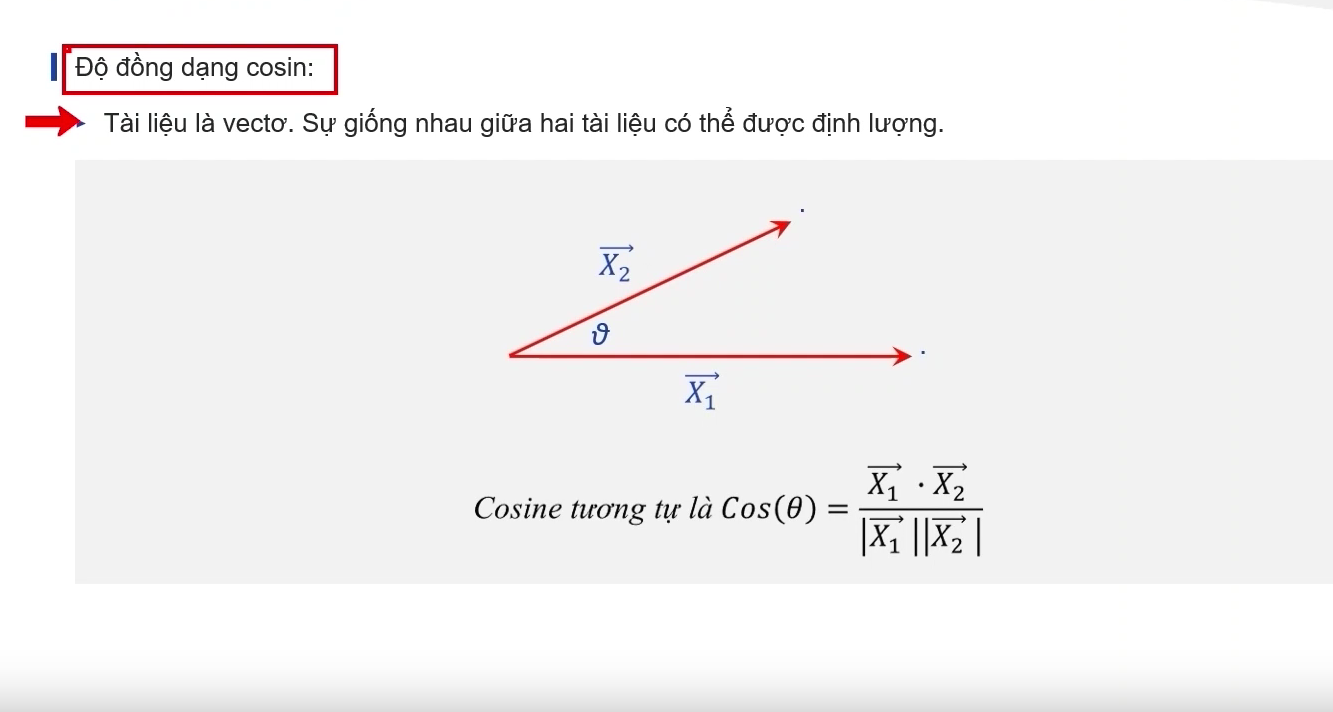 Độ đồng dạng cosin:
Tài liệu là vectơ. Sự giống nhau giữa hai tài liệu có thể được định lượng.
$\overrightarrow{X_2}$
ϑ
$\overrightarrow{X_1}$
Cosine tương tự là $Cos(\theta) = \frac{\overrightarrow{X_1} \cdot \overrightarrow{X_2}}{|\overrightarrow{X_1}||\overrightarrow{X_2}|}$